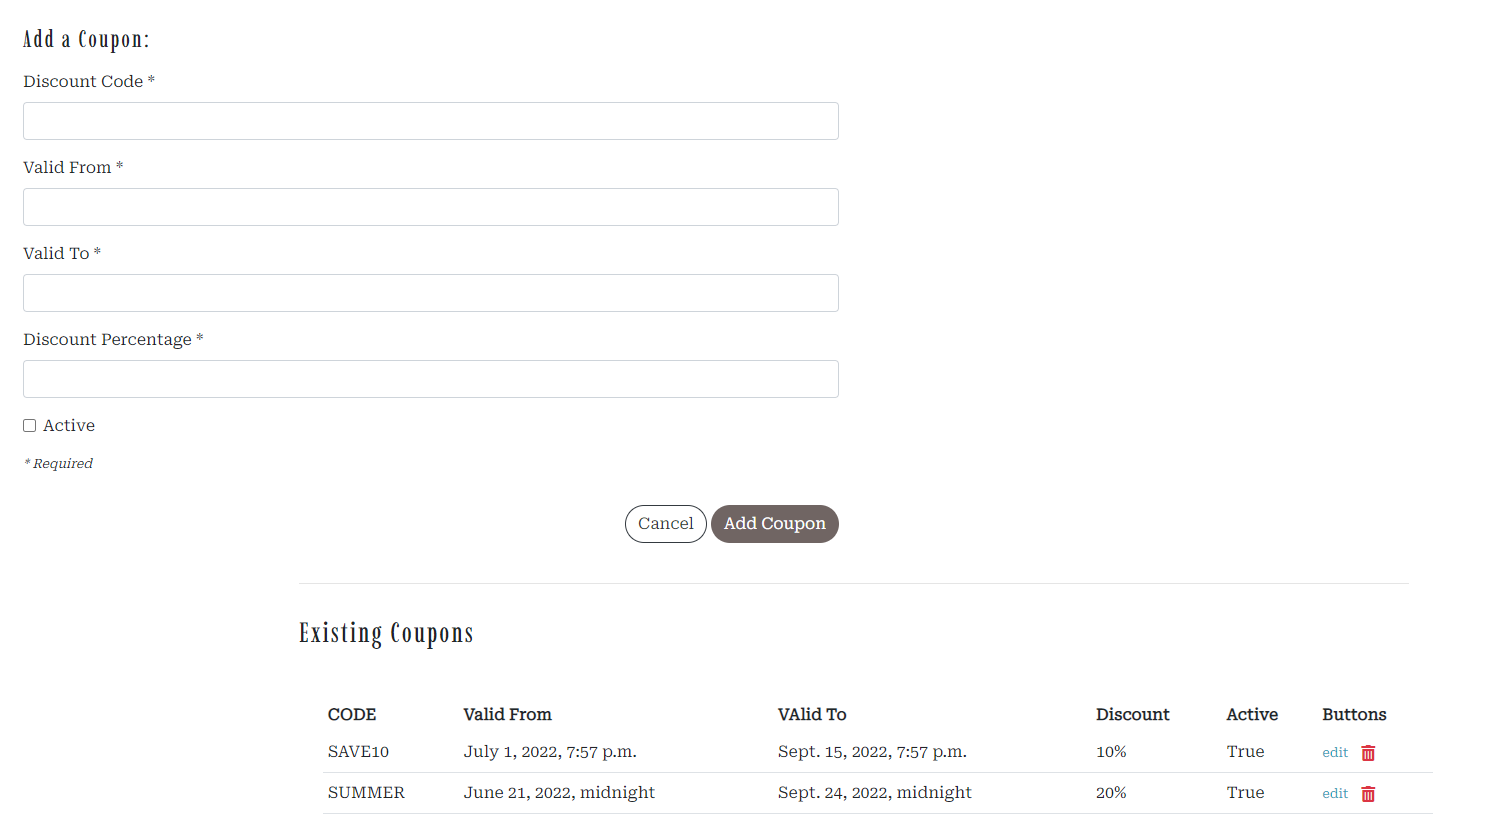 Add a Coupon:
Discount Code *
Valid From *
Valid To *
Discount Percentage *
Active
* Required
Cancel Add Coupon
Existing Coupons
CODE Valid From VAlid To Discount Active Buttons
SAVE10 July 1, 2022, 7:57 p.m. Sept. 15, 2022, 7:57 p.m. 10% True edit
SUMMER June 21, 2022, midnight Sept. 24, 2022, midnight 20% True edit